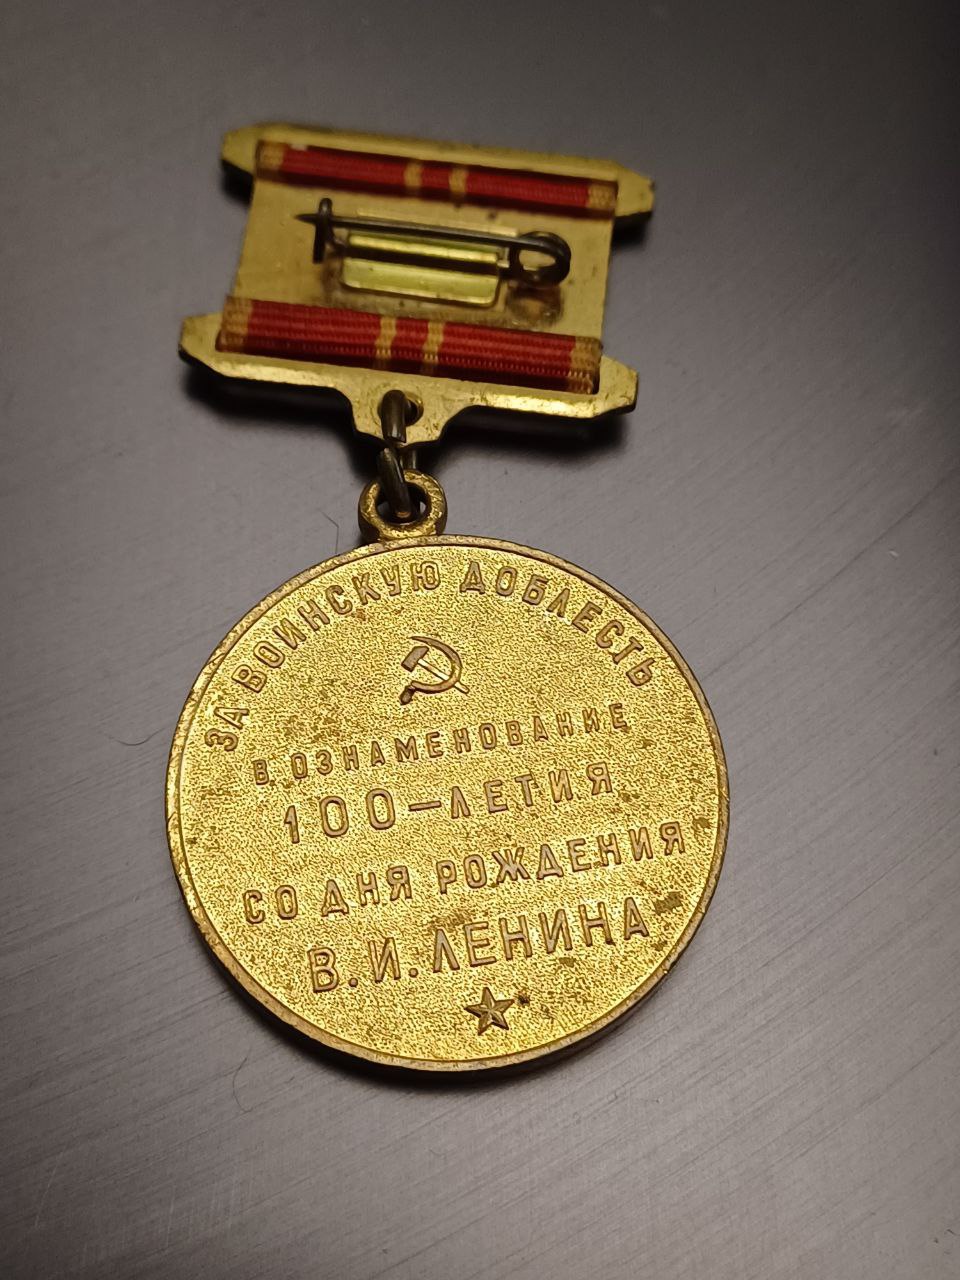 ЗА ВОИНСКУЮ ДОБЛЕСТЬ
В ОЗНАМЕНОВАНИЕ
100-ЛЕТИЯ
СО ДНЯ РОЖДЕНИЯ
В.И.ЛЕНИНА